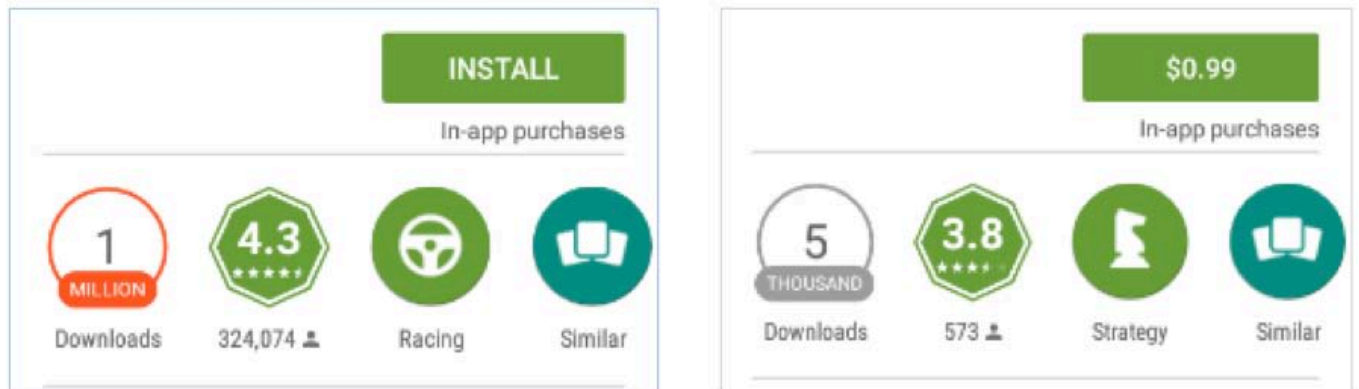 INSTALL
In-app purchases
1
MILLION
4.3
Downloads
324,074
Racing
Similar
$0.99
In-app purchases
5
THOUSAND
3.8
Downloads
573
Strategy
Similar